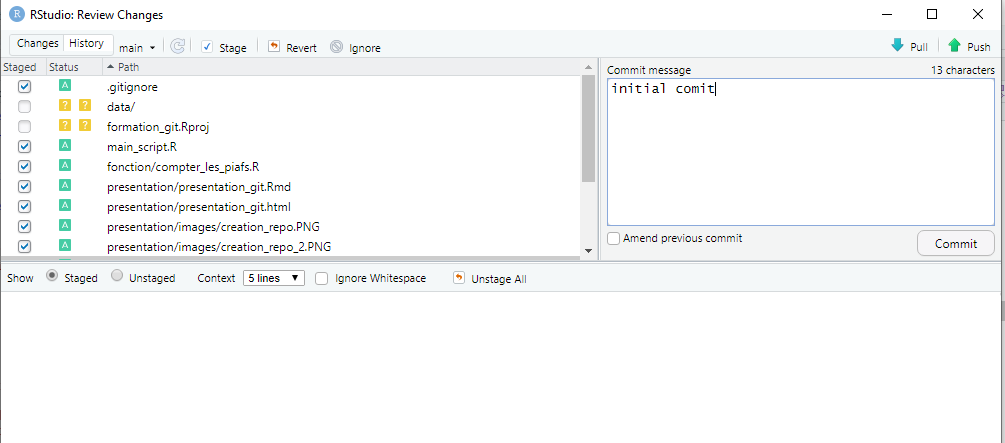 R RStudio: Review Changes
Changes History main Stage Revert Ignore Pull Push
Staged Status Path
A .gitignore
? ? data/
? ? formation_git.Rproj
A main_script.R
A fonction/compter_les_piafs.R
A presentation/presentation_git.Rmd
A presentation/presentation_git.html
A presentation/images/creation_repo.PNG
A presentation/images/creation_repo_2.PNG
Commit message 13 characters
initial comit
Amend previous commit
Commit
Show Staged Unstaged Context 5 lines Ignore Whitespace Unstage All